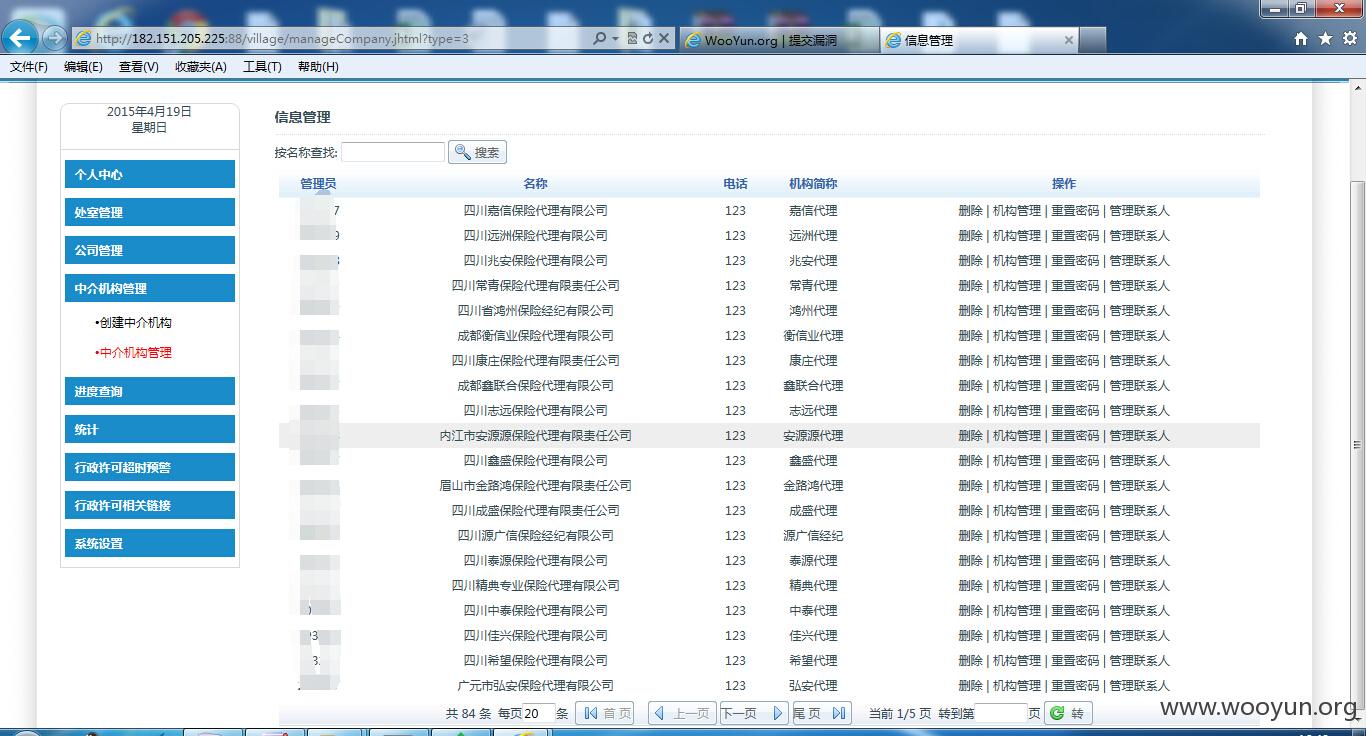 http://182.151.205.225:88/village/manageCompany.jhtml?type=3
WooYun.org | 提交漏洞
信息管理
文件(F) 编辑(E) 查看(V) 收藏夹(A) 工具(T) 帮助(H)
2015年4月19日
星期日
个人中心
处室管理
公司管理
中介机构管理
•创建中介机构
•中介机构管理
进度查询
统计
行政许可超时预警
行政许可相关链接
系统设置
信息管理
按名称查找: 搜索
管理员 名称 电话 机构简称 操作
7 四川嘉信保险代理有限公司 123 嘉信代理 删除 | 机构管理 | 重置密码 | 管理联系人
9 四川远洲保险代理有限公司 123 远洲代理 删除 | 机构管理 | 重置密码 | 管理联系人
四川兆安保险代理有限公司 123 兆安代理 删除 | 机构管理 | 重置密码 | 管理联系人
四川常青保险代理有限责任公司 123 常青代理 删除 | 机构管理 | 重置密码 | 管理联系人
四川省鸿州保险经纪有限公司 123 鸿州代理 删除 | 机构管理 | 重置密码 | 管理联系人
成都衡信业保险代理有限公司 123 衡信业代理 删除 | 机构管理 | 重置密码 | 管理联系人
四川康庄保险代理有限责任公司 123 康庄代理 删除 | 机构管理 | 重置密码 | 管理联系人
成都鑫联合保险代理有限公司 123 鑫联合代理 删除 | 机构管理 | 重置密码 | 管理联系人
四川志远保险代理有限公司 123 志远代理 删除 | 机构管理 | 重置密码 | 管理联系人
内江市安源源保险代理有限责任公司 123 安源源代理 删除 | 机构管理 | 重置密码 | 管理联系人
四川鑫盛保险代理有限公司 123 鑫盛代理 删除 | 机构管理 | 重置密码 | 管理联系人
眉山市金路鸿保险代理有限责任公司 123 金路鸿代理 删除 | 机构管理 | 重置密码 | 管理联系人
四川成盛保险代理有限责任公司 123 成盛代理 删除 | 机构管理 | 重置密码 | 管理联系人
四川源广信保险经纪有限公司 123 源广信经纪 删除 | 机构管理 | 重置密码 | 管理联系人
四川泰源保险代理有限公司 123 泰源代理 删除 | 机构管理 | 重置密码 | 管理联系人
四川精典专业保险代理有限公司 123 精典代理 删除 | 机构管理 | 重置密码 | 管理联系人
四川中泰保险代理有限公司 123 中泰代理 删除 | 机构管理 | 重置密码 | 管理联系人
四川佳兴保险代理有限公司 123 佳兴代理 删除 | 机构管理 | 重置密码 | 管理联系人
四川希望保险代理有限公司 123 希望代理 删除 | 机构管理 | 重置密码 | 管理联系人
广元市弘安保险代理有限公司 123 弘安代理 删除 | 机构管理 | 重置密码 | 管理联系人
共 84 条 每页 20 条 首页 上一页 下一页 尾页 当前 1/5 页 转到第 页 转
www.wooyun.org